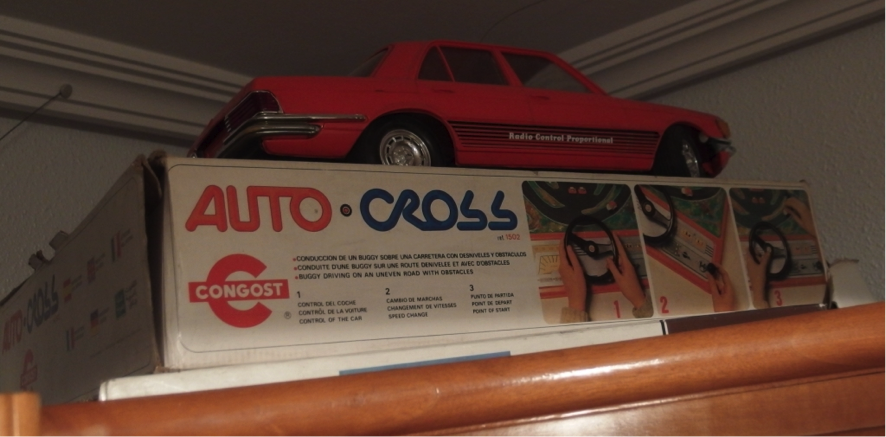 Radio Control Proportional
AUTO·CROSS
ref. 1502
CONGOST
®
•CONDUCCION DE UN BUGGY SOBRE UNA CARRETERA CON DESNIVELES Y OBSTACULOS
•CONDUITE D'UNE BUGGY SUR UNE ROUTE DENIVELEE ET AVEC D'OBSTACLES
•BUGGY DRIVING ON AN UNEVEN ROAD WITH OBSTACLES
1
CONTROL DEL COCHE
CONTRÔL DE LA VOITURE
CONTROL OF THE CAR
2
CAMBIO DE MARCHAS
CHANGEMENT DE VITESSES
SPEED CHANGE
3
PUNTO DE PARTIDA
POINT DE DEPART
POINT OF START
1
2
3
AUTO·CROSS